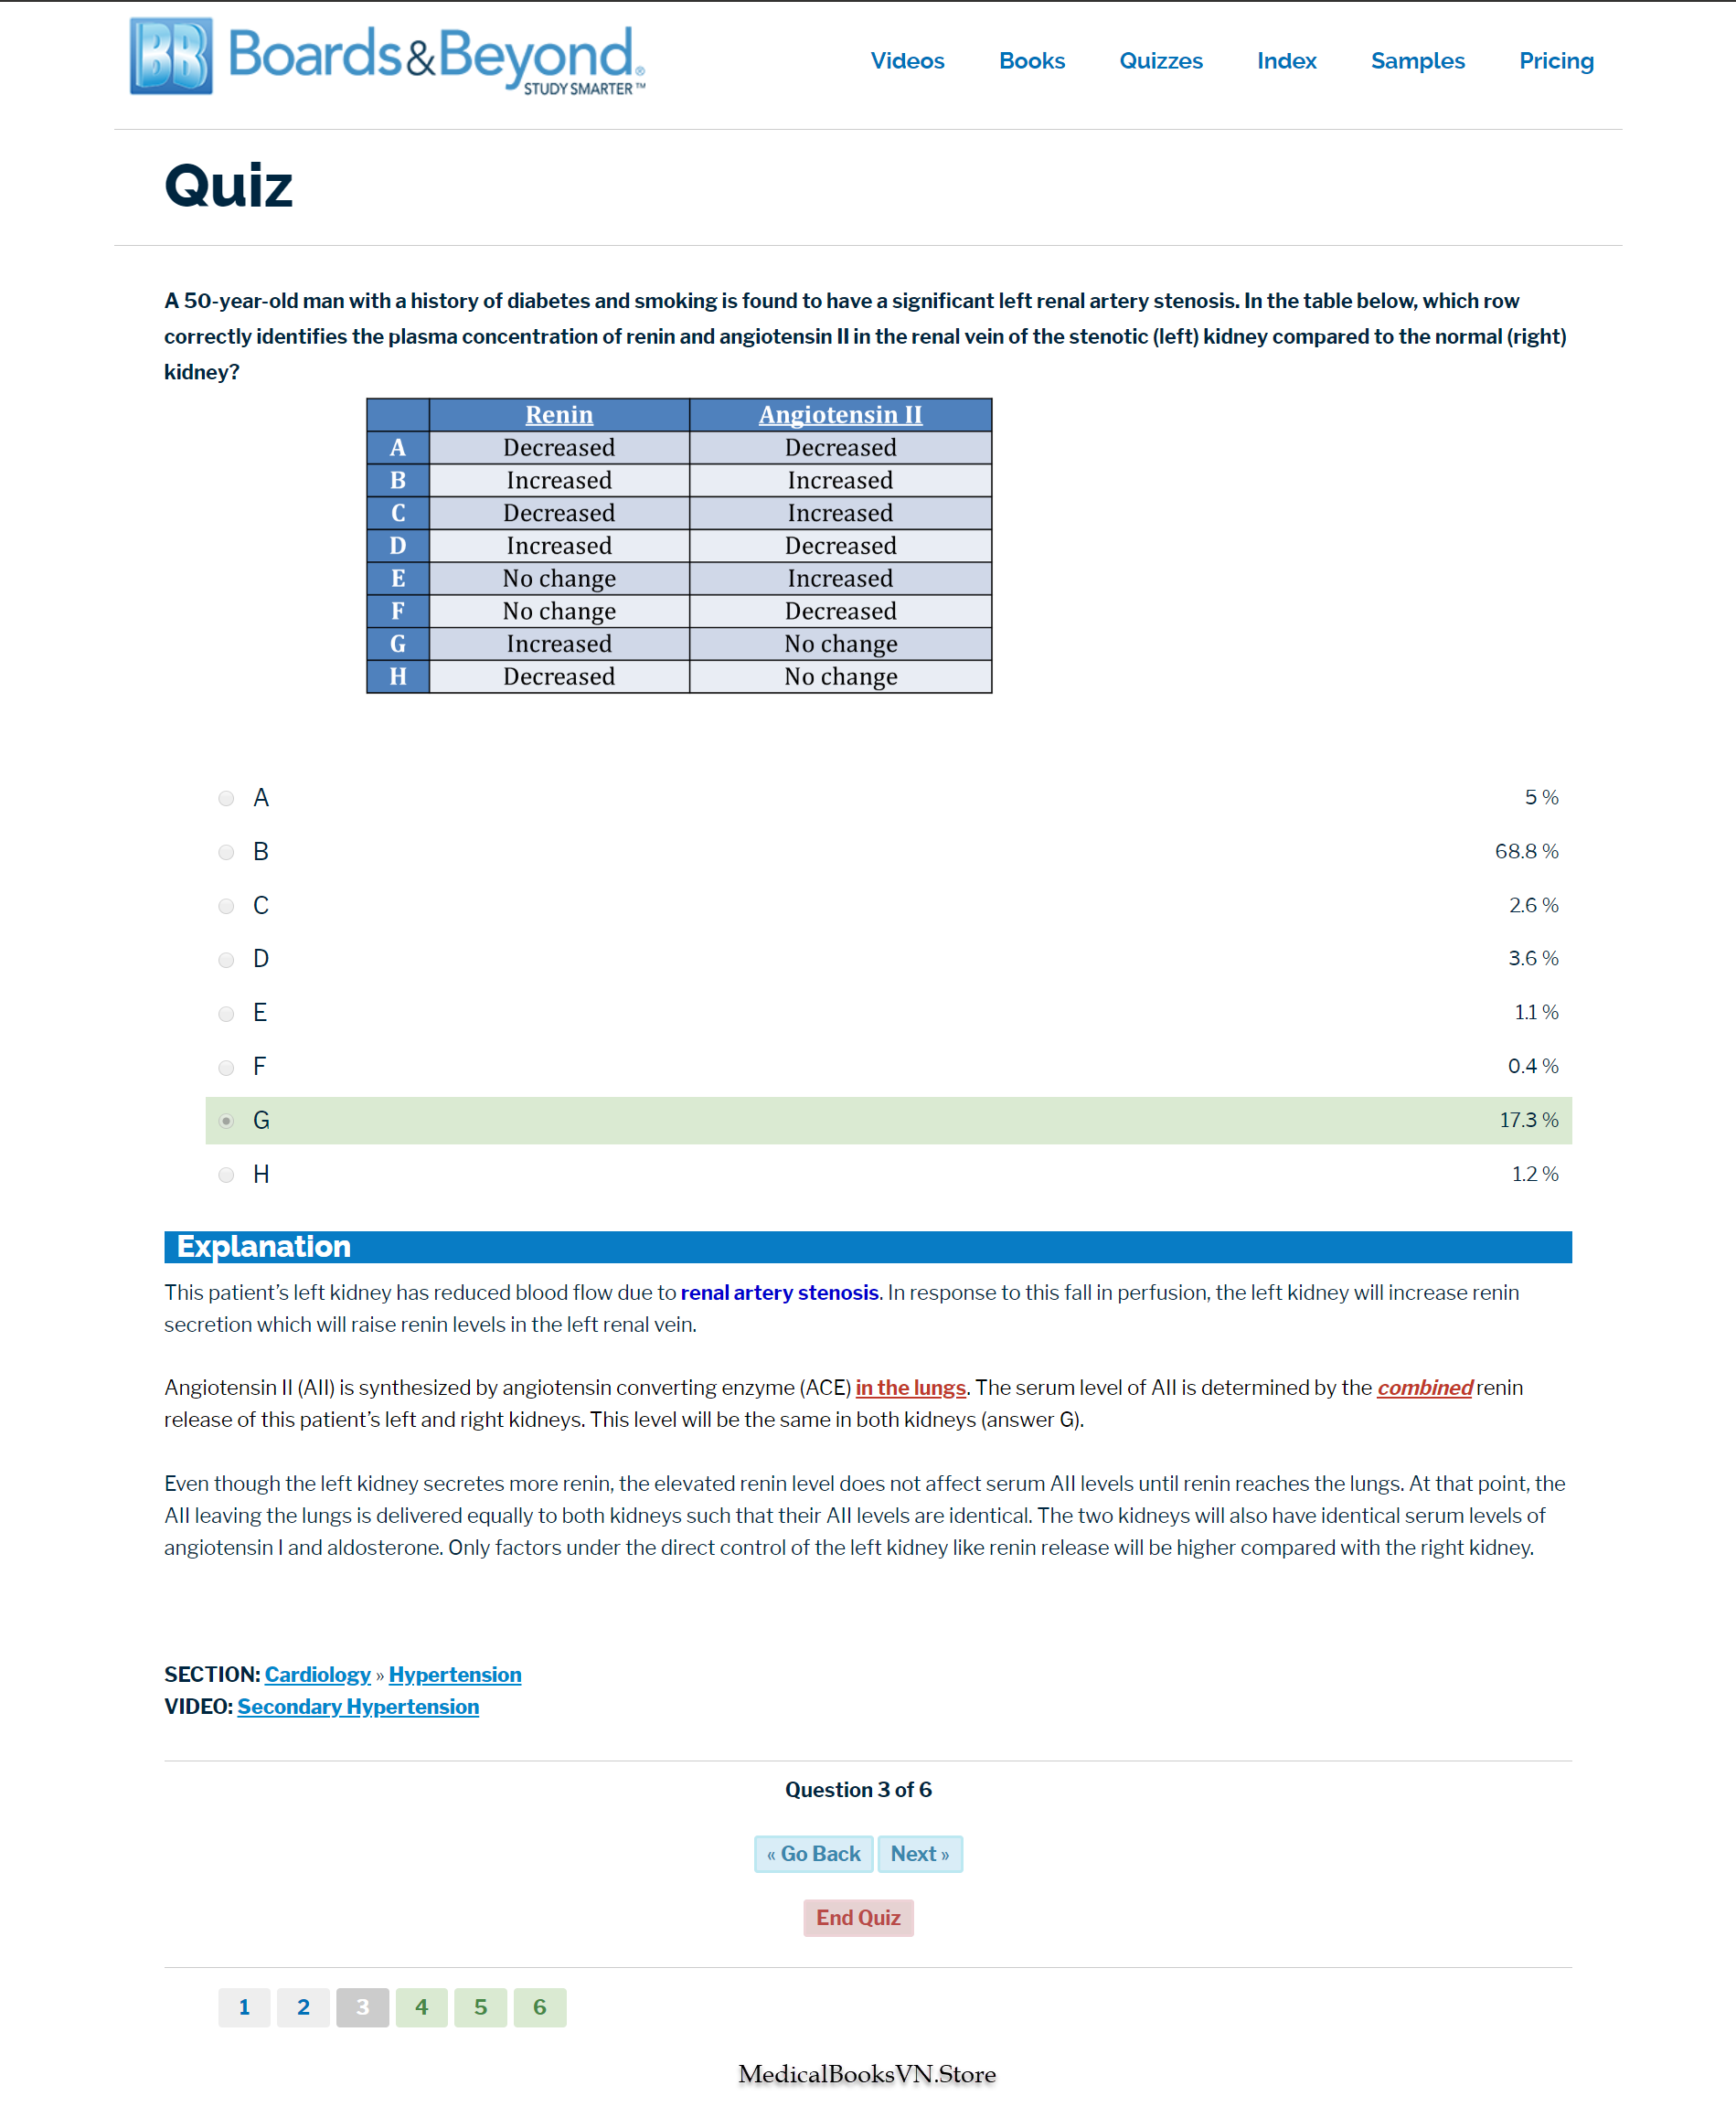 BB Boards&Beyond® STUDY SMARTER™
Videos Books Quizzes Index Samples Pricing
Quiz
A 50-year-old man with a history of diabetes and smoking is found to have a significant left renal artery stenosis. In the table below, which row
correctly identifies the plasma concentration of renin and angiotensin II in the renal vein of the stenotic (left) kidney compared to the normal (right)
kidney?
Renin Angiotensin II
A Decreased Decreased
B Increased Increased
C Decreased Increased
D Increased Decreased
E No change Increased
F No change Decreased
G Increased No change
H Decreased No change
A 5 %
B 68.8 %
C 2.6 %
D 3.6 %
E 1.1 %
F 0.4 %
G 17.3 %
H 1.2 %
Explanation
This patient’s left kidney has reduced blood flow due to renal artery stenosis. In response to this fall in perfusion, the left kidney will increase renin
secretion which will raise renin levels in the left renal vein.
Angiotensin II (AII) is synthesized by angiotensin converting enzyme (ACE) in the lungs. The serum level of AII is determined by the combined renin
release of this patient’s left and right kidneys. This level will be the same in both kidneys (answer G).
Even though the left kidney secretes more renin, the elevated renin level does not affect serum AII levels until renin reaches the lungs. At that point, the
AII leaving the lungs is delivered equally to both kidneys such that their AII levels are identical. The two kidneys will also have identical serum levels of
angiotensin I and aldosterone. Only factors under the direct control of the left kidney like renin release will be higher compared with the right kidney.
SECTION: Cardiology » Hypertension
VIDEO: Secondary Hypertension
Question 3 of 6
« Go Back Next »
End Quiz
1 2 3 4 5 6
MedicalBooksVN.Store